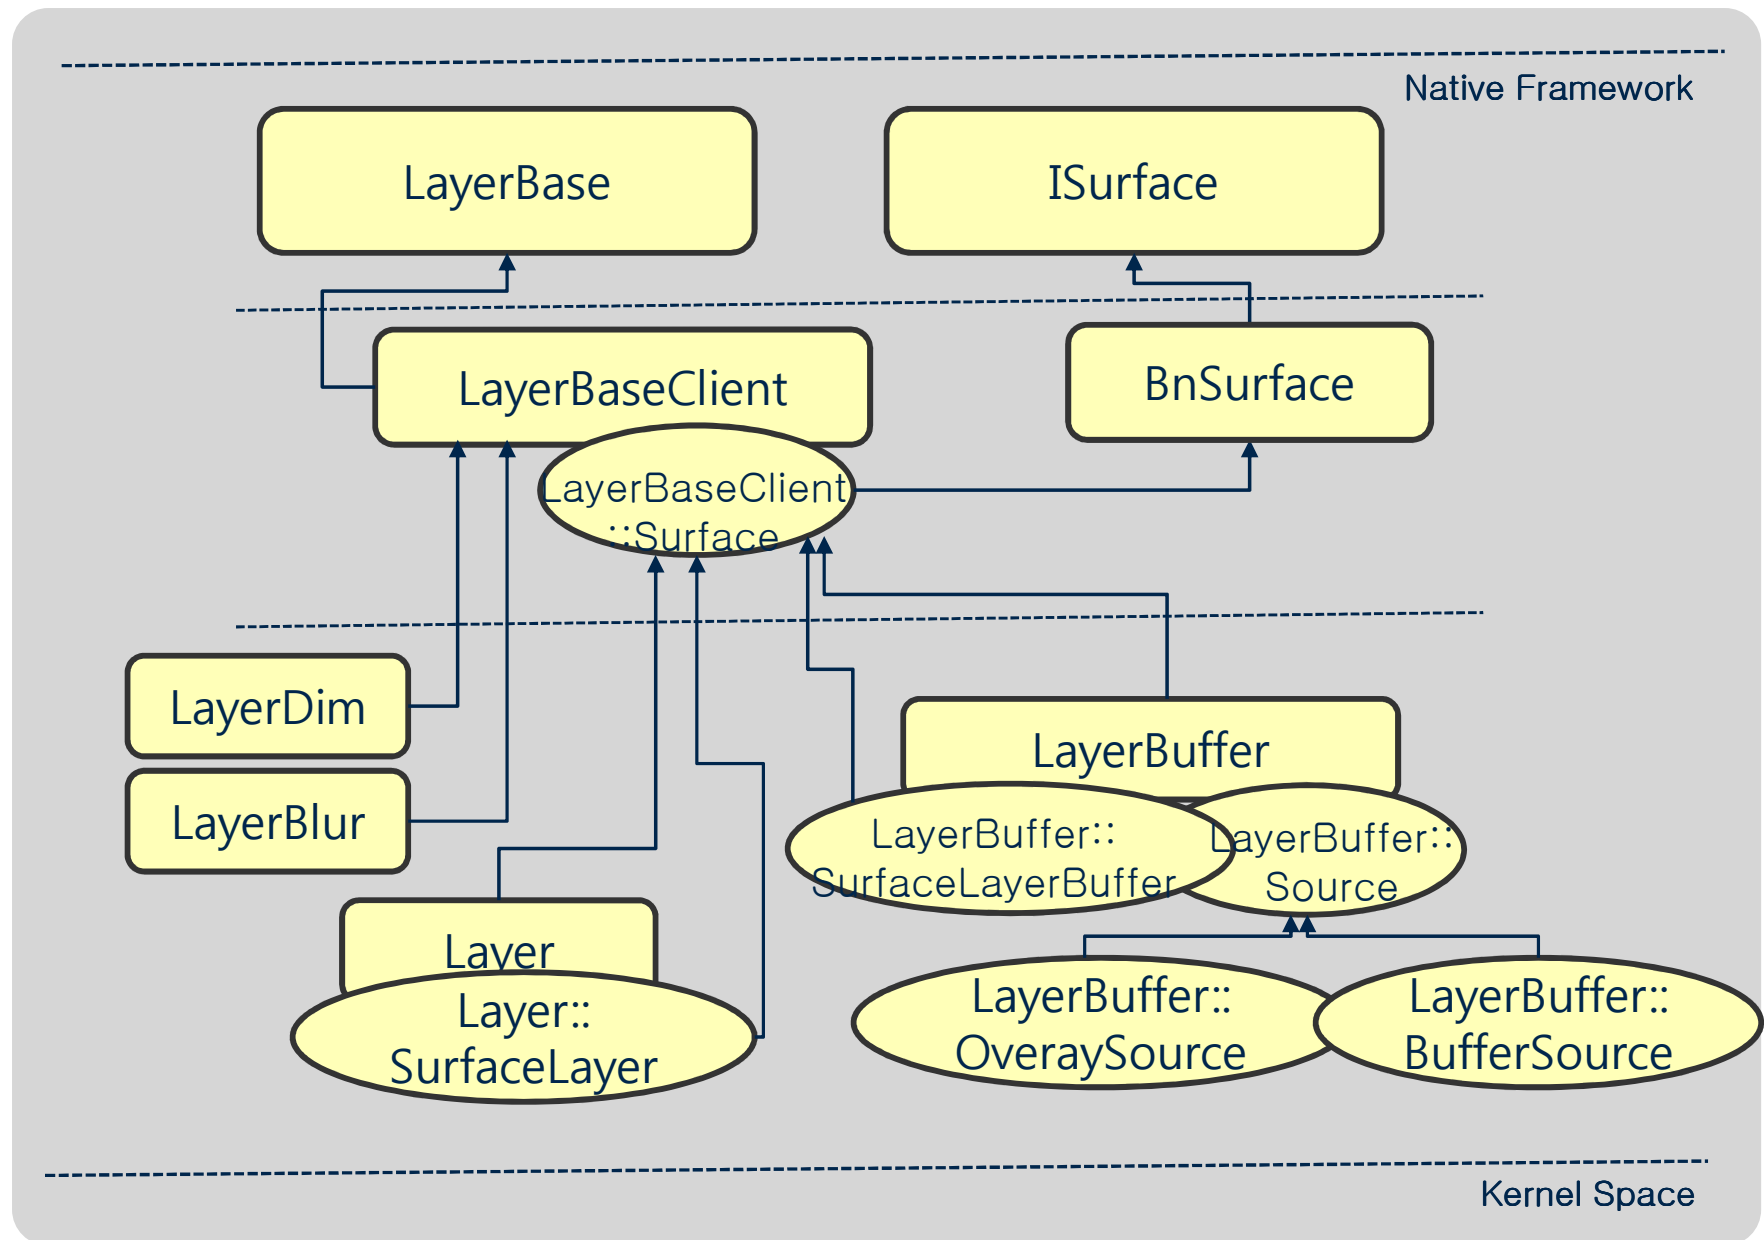 Native Framework
LayerBase
ISurface
LayerBaseClient
BnSurface
LayerBaseClient
::Surface
LayerDim
LayerBlur
LayerBuffer
LayerBuffer::
SurfaceLayerBuffer
LayerBuffer::
Source
Layer
Layer::
SurfaceLayer
LayerBuffer::
OveraySource
LayerBuffer::
BufferSource
Kernel Space